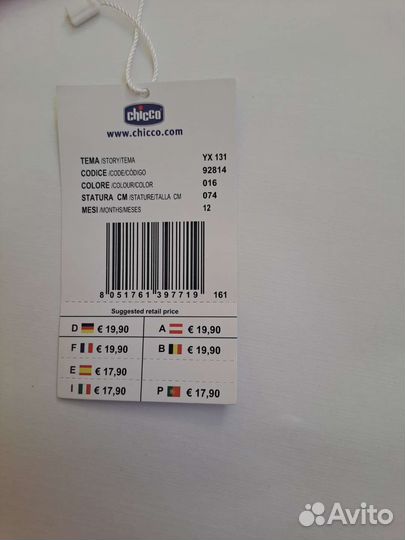 chicco
www.chicco.com
TEMA /STORY/TEMA YX 131
CODICE /CODE/CÓDIGO 92814
COLORE /COLOUR/COLOR 016
STATURA CM /STATURE/TALLA CM 074
MESI /MONTHS/MESES 12
8 051761 397719 161
Suggested retail price
D € 19,90 A € 19,90
F € 19,90 B € 19,90
E € 17,90
I € 17,90 P € 17,90
Avito